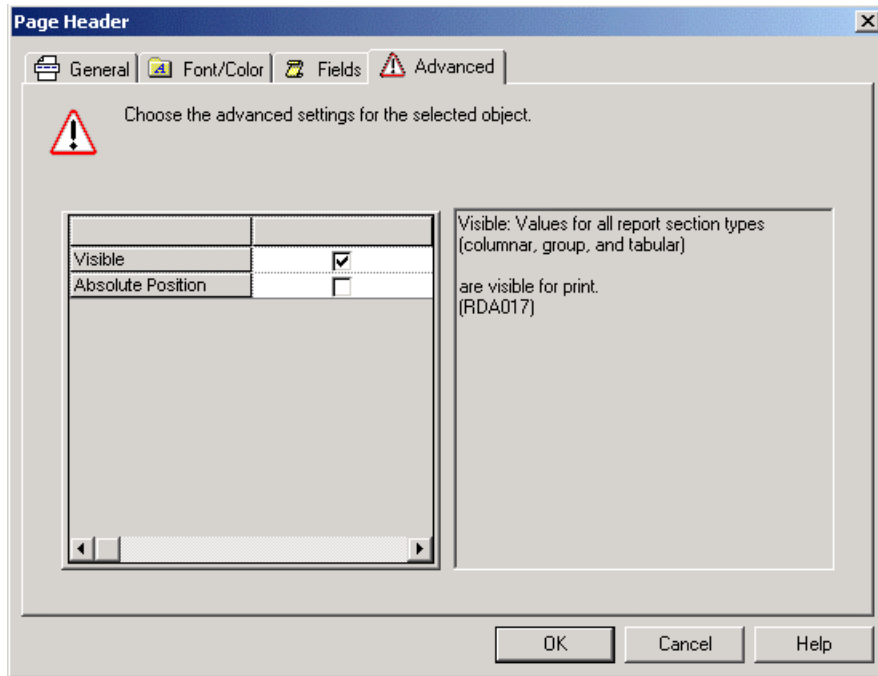 Page Header
General Font/Color Fields Advanced
Choose the advanced settings for the selected object.
Visible
Absolute Position
Visible: Values for all report section types
(columnar, group, and tabular)
are visible for print.
(RDA017)
OK Cancel Help